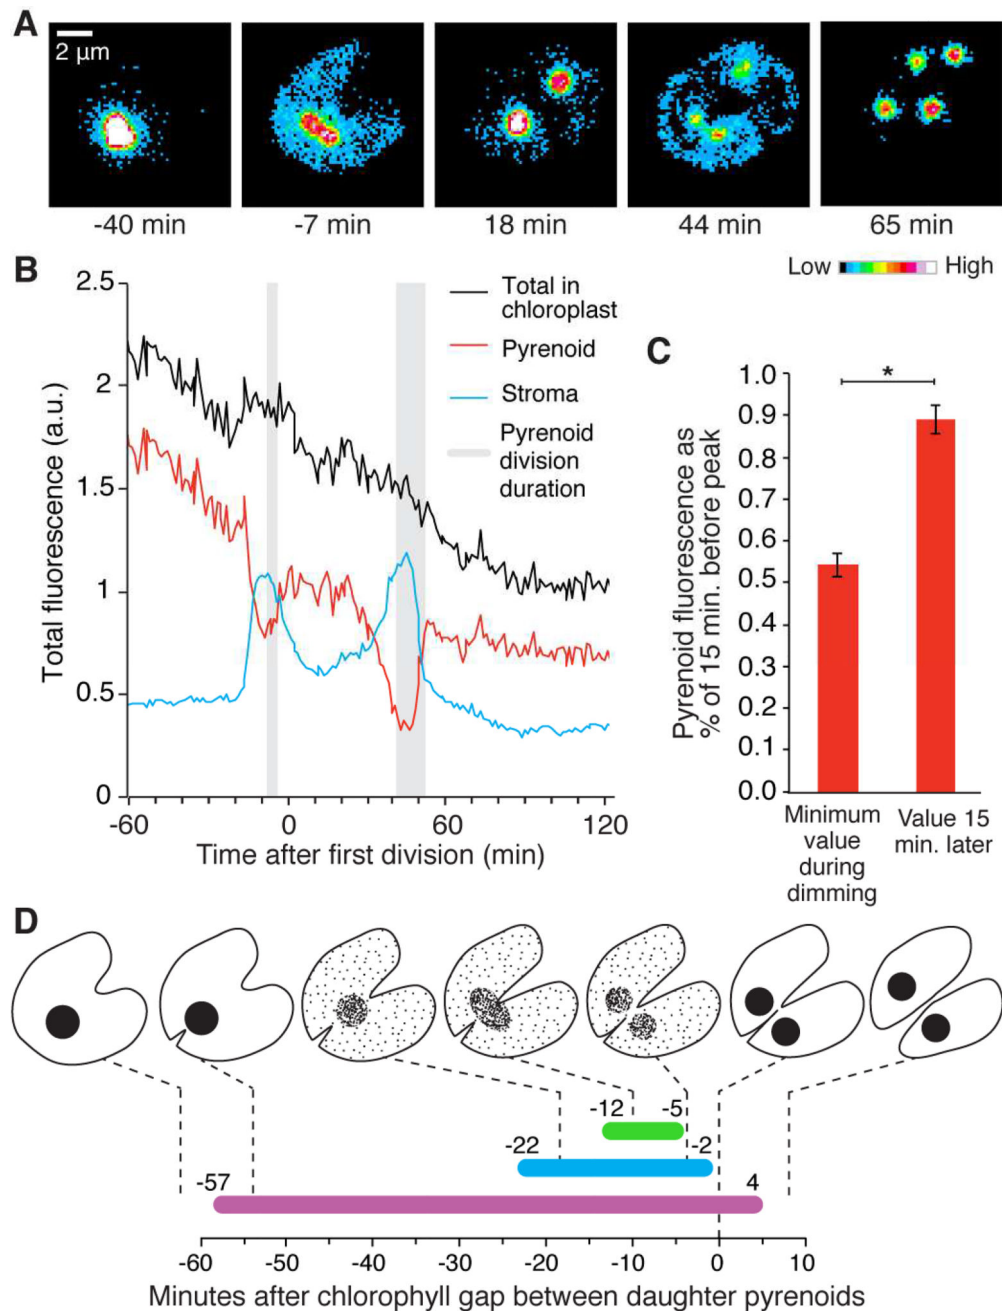 A
2 μm
-40 min
-7 min
18 min
44 min
65 min
Low
High
B
2.5
2
1.5
1
0.5
0
Total fluorescence (a.u.)
-60
0
60
120
Time after first division (min)
Total in
chloroplast
Pyrenoid
Stroma
Pyrenoid
division
duration
C
1.0
0.9
0.8
0.7
0.6
0.5
0.4
0.3
0.2
0.1
0.0
*
Pyrenoid fluorescence as
% of 15 min. before peak
Minimum
value
during
dimming
Value 15
min. later
D
-12
-5
-22
-2
-57
4
-60
-50
-40
-30
-20
-10
0
10
Minutes after chlorophyll gap between daughter pyrenoids